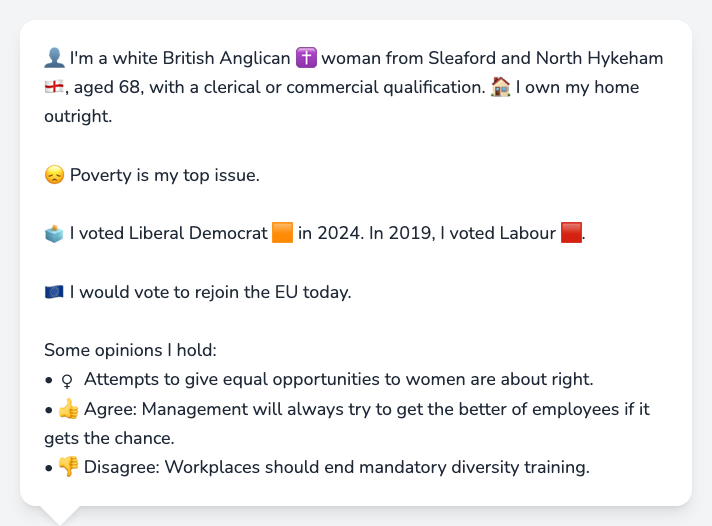 👤 I'm a white British Anglican ✝️ woman from Sleaford and North Hykeham
🏴󠁧󠁢󠁥󠁮󠁧󠁿, aged 68, with a clerical or commercial qualification. 🏠 I own my home
outright.
😞 Poverty is my top issue.
🗳️ I voted Liberal Democrat 🟧 in 2024. In 2019, I voted Labour 🟥.
🇪🇺 I would vote to rejoin the EU today.
Some opinions I hold:
• ♀ Attempts to give equal opportunities to women are about right.
• 👍 Agree: Management will always try to get the better of employees if it
gets the chance.
• 👎 Disagree: Workplaces should end mandatory diversity training.